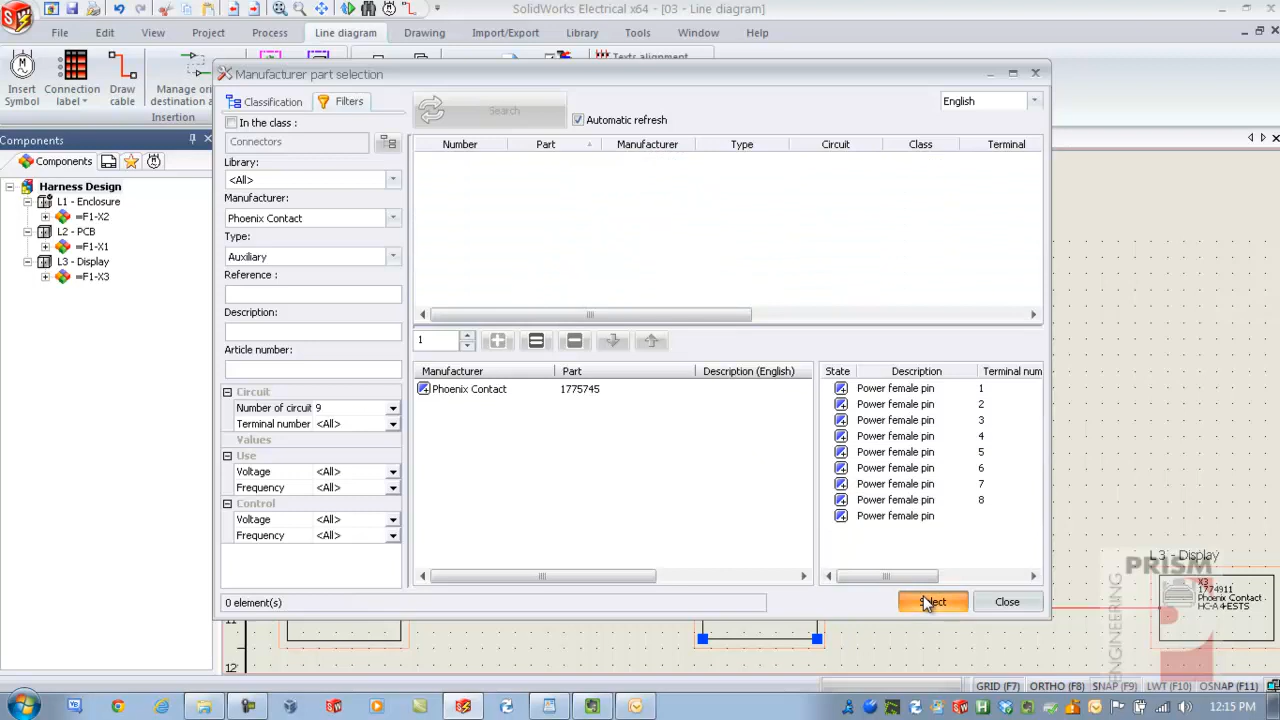 SolidWorks Electrical x64 - [03 - Line diagram]
File Edit View Project Process Line diagram Drawing Import/Export Library Tools Window Help
Insert Symbol
Connection label
Draw cable
Manage origin destination
Insertion
Texts alignment
Manufacturer part selection
Components
Components
Harness Design
L1 - Enclosure
=F1-X2
L2 - PCB
=F1-X1
L3 - Display
=F1-X3
Classification Filters
In the class :
Connectors
Library:
<All>
Manufacturer:
Phoenix Contact
Type:
Auxiliary
Reference :
Description:
Article number:
Circuit
Number of circuit 9
Terminal number <All>
Values
Use
Voltage <All>
Frequency <All>
Control
Voltage <All>
Frequency <All>
Search
Automatic refresh
English
Number Part Manufacturer Type Circuit Class Terminal
1
Manufacturer Part Description (English)
Phoenix Contact 1775745
State Description Terminal num
Power female pin 1
Power female pin 2
Power female pin 3
Power female pin 4
Power female pin 5
Power female pin 6
Power female pin 7
Power female pin 8
Power female pin
0 element(s)
Select Close
L3 - Display
PRISM
ENGINEERING
X3
1774911
Phoenix Contact
HC-A 4-ESTS
11
12
GRID (F7) ORTHO (F8) SNAP (F9) LWT (F10) OSNAP (F11)
12:15 PM